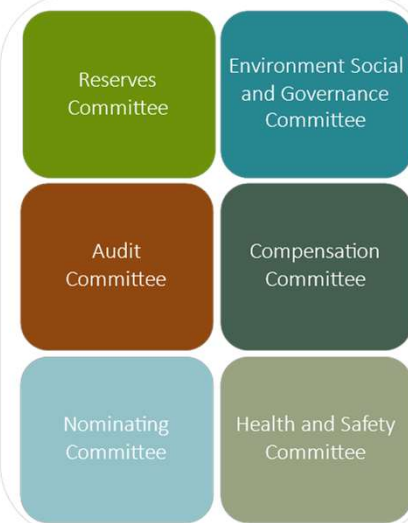 Reserves
Committee
Environment Social
and Governance
Committee
Audit
Committee
Compensation
Committee
Nominating
Committee
Health and Safety
Committee